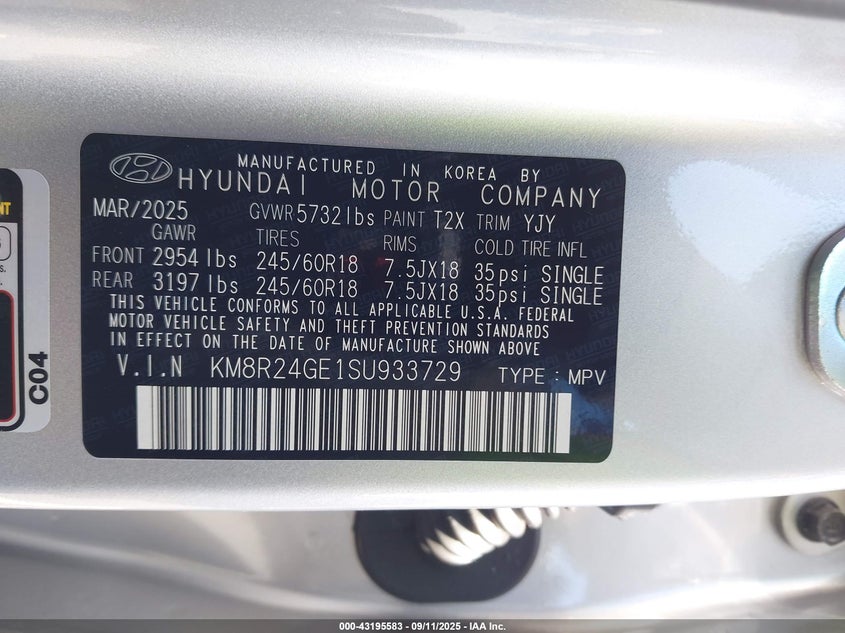 MANUFACTURED IN KOREA BY
HYUNDAI MOTOR COMPANY
MAR/2025 GVWR 5732lbs PAINT T2X TRIM YJY
GAWR TIRES RIMS COLD TIRE INFL
FRONT 2954 lbs 245/60R18 7.5JX18 35psi SINGLE
REAR 3197 lbs 245/60R18 7.5JX18 35psi SINGLE
THIS VEHICLE CONFORMS TO ALL APPLICABLE U.S.A. FEDERAL
MOTOR VEHICLE SAFETY AND THEFT PREVENTION STANDARDS
IN EFFECT ON THE DATE OF MANUFACTURE SHOWN ABOVE
V.I.N KM8R24GE1SU933729 TYPE : MPV
C04
000-43195583 - 09/11/2025 - IAA Inc.